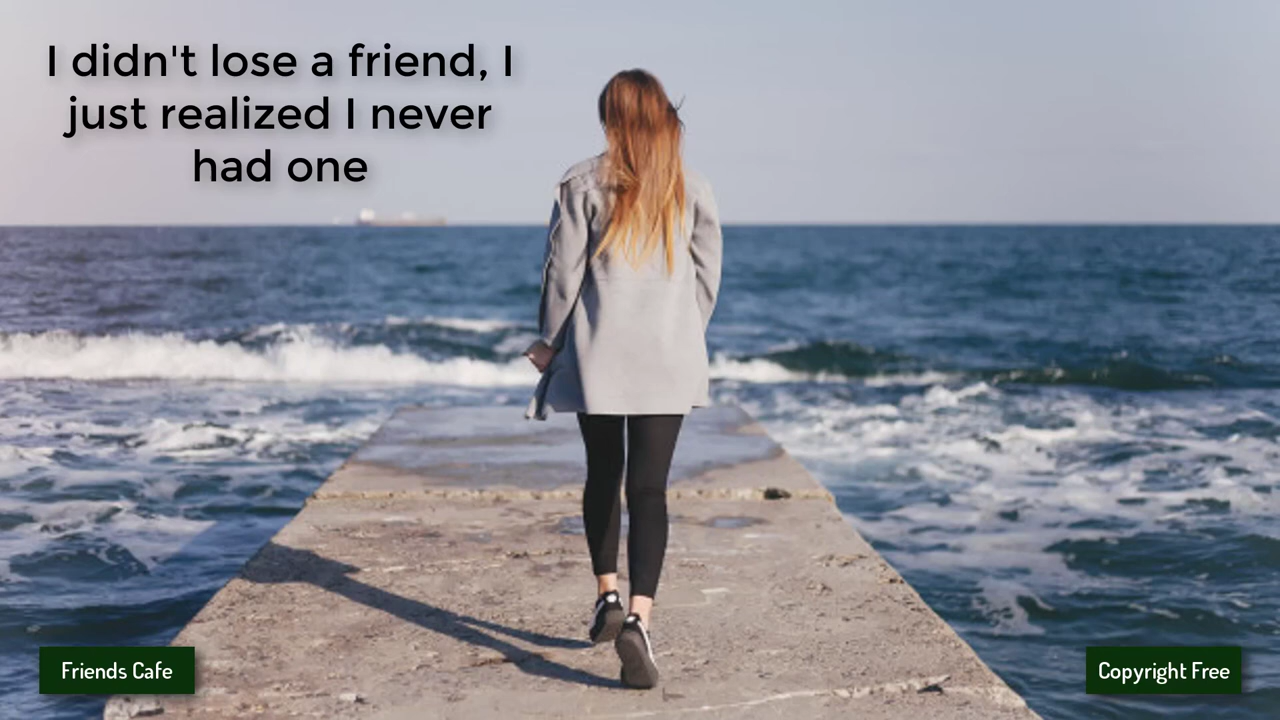 I didn't lose a friend, I
just realized I never
had one
Friends Cafe
Copyright Free